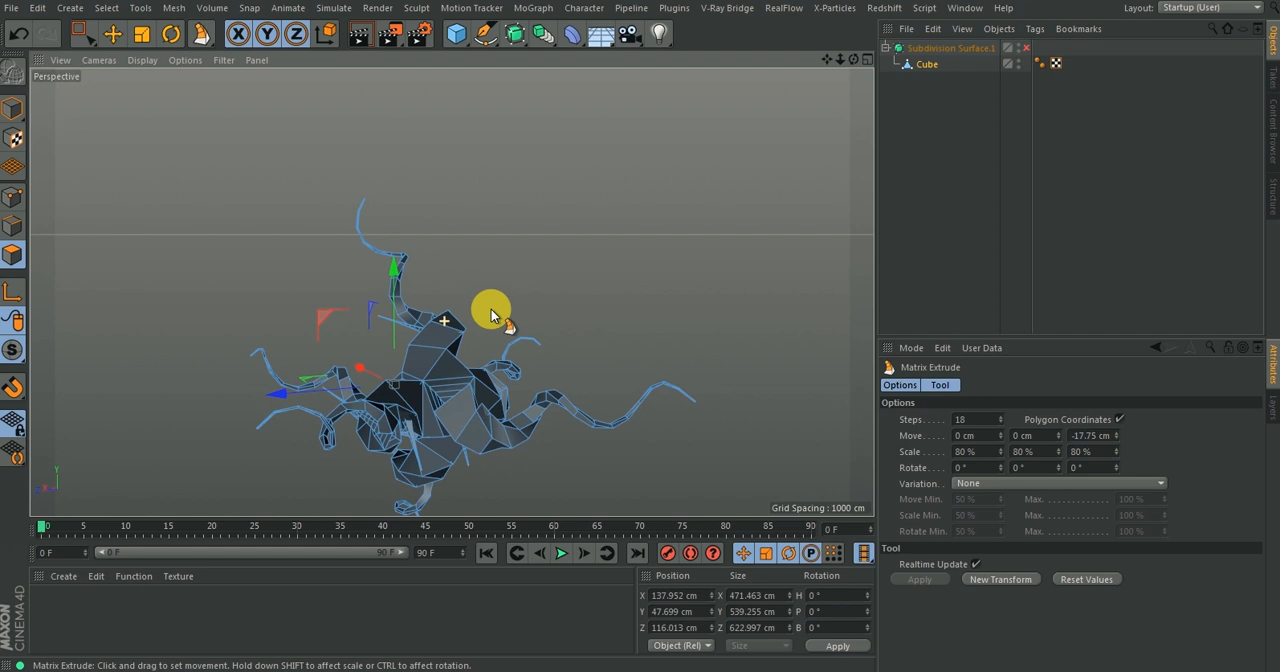 File Edit Create Select Tools Mesh Volume Snap Animate Simulate Render Sculpt Motion Tracker MoGraph Character Pipeline Plugins V-Ray Bridge RealFlow X-Particles Redshift Script Window Help Layout: Startup (User)
File Edit View Objects Tags Bookmarks
Subdivision Surface.1
Cube
View Cameras Display Options Filter Panel
Perspective
Grid Spacing : 1000 cm
Objects
Takes
Content Browser
Structure
Mode Edit User Data
Matrix Extrude
Options Tool
Options
Steps 18 Polygon Coordinates
Move 0 cm 0 cm -17.75 cm
Scale 80 % 80 % 80 %
Rotate 0 ° 0 ° 0 °
Variation None
Move Min. 50 % Max. 100 %
Scale Min. 50 % Max. 100 %
Rotate Min. 50 % Max. 100 %
Tool
Realtime Update
Apply New Transform Reset Values
Attributes
Layers
0 5 10 15 20 25 30 35 40 45 50 55 60 65 70 75 80 85 90 0 F
0 F 0 F 90 F 90 F
Create Edit Function Texture
Position Size Rotation
X 137.952 cm X 471.463 cm H 0 °
Y 47.699 cm Y 539.255 cm P 0 °
Z 116.013 cm Z 622.997 cm B 0 °
Object (Rel) Size Apply
MAXON CINEMA 4D
Matrix Extrude: Click and drag to set movement. Hold down SHIFT to affect scale or CTRL to affect rotation.